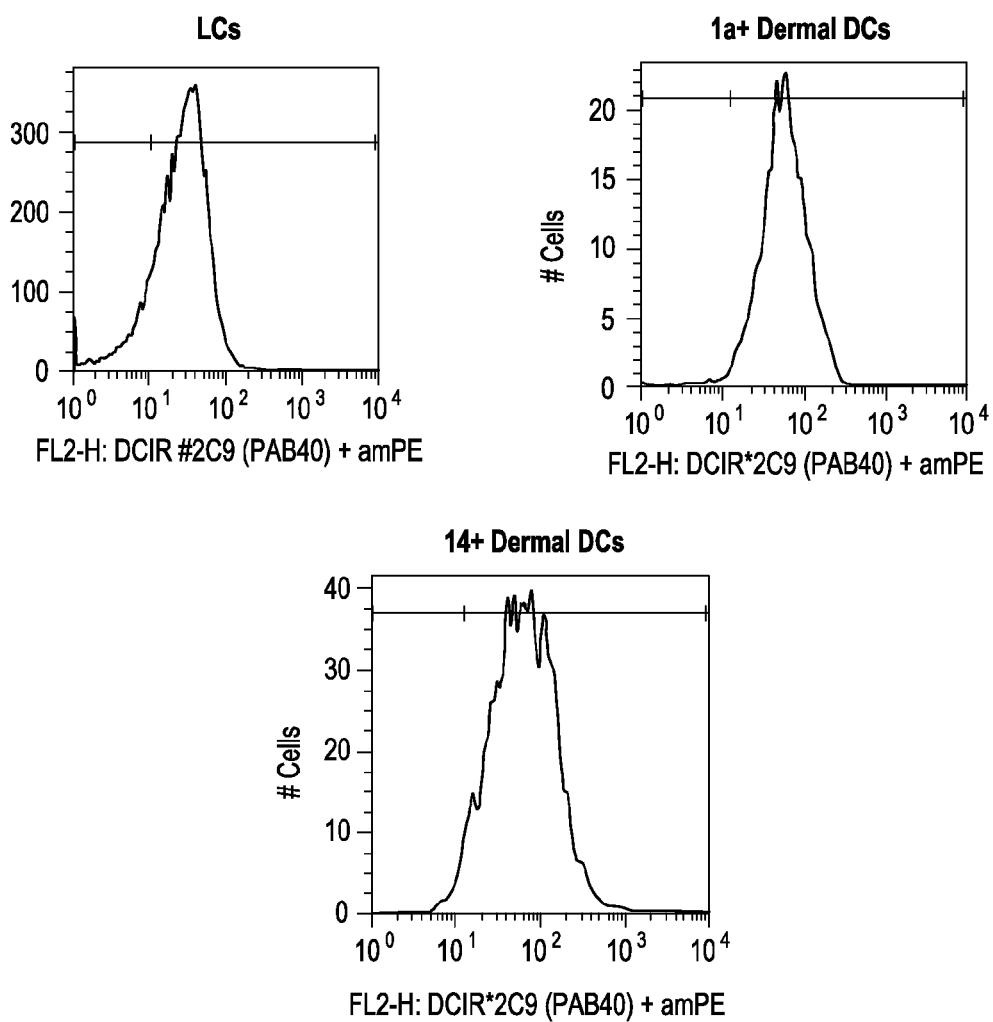 LCs
300
200
100
0
10^0 10^1 10^2 10^3 10^4
FL2-H: DCIR #2C9 (PAB40) + amPE
1a+ Dermal DCs
# Cells
20
15
10
5
0
10^0 10^1 10^2 10^3 10^4
FL2-H: DCIR*2C9 (PAB40) + amPE
14+ Dermal DCs
# Cells
40
30
20
10
0
10^0 10^1 10^2 10^3 10^4
FL2-H: DCIR*2C9 (PAB40) + amPE